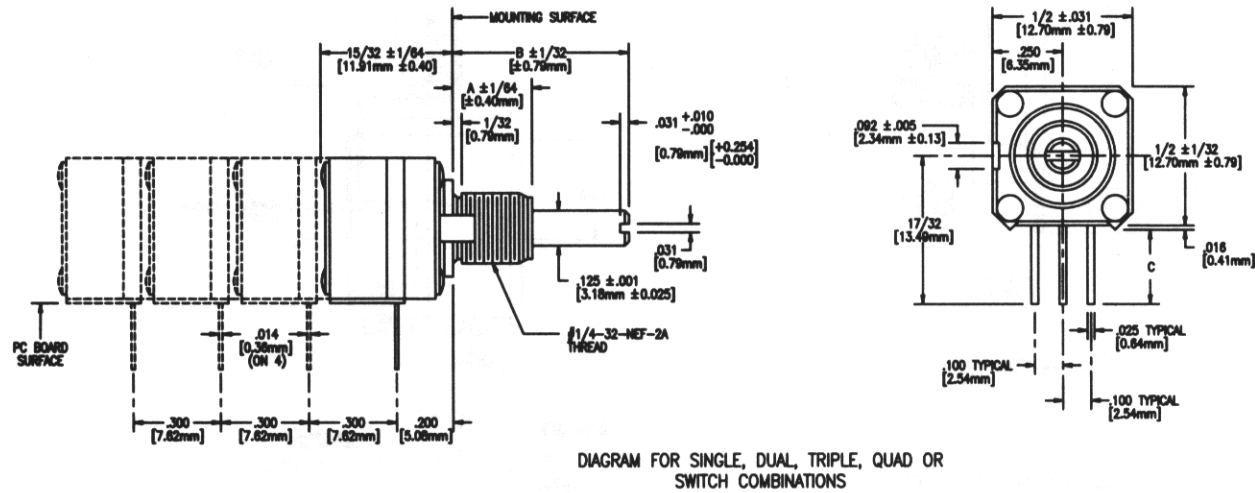 MOUNTING SURFACE
15/32 ±1/64
[11.91mm ±0.40]
B ±1/32
[±0.79mm]
A ±1/64
[±0.40mm]
1/32
[0.79mm]
.031 +.010
-.000
[0.79mm] [+0.254
-0.000]
.031
[0.79mm]
.125 ±.001
[3.18mm ±0.025]
#1/4-32-NEF-2A
THREAD
PC BOARD
SURFACE
.014
[0.36mm]
(ON 4)
.300
[7.62mm]
.300
[7.62mm]
.300
[7.62mm]
.200
[5.08mm]
1/2 ±.031
[12.70mm ±0.79]
.250
[6.35mm]
.092 ±.005
[2.34mm ±0.13]
1/2 ±1/32
[12.70mm ±0.79]
17/32
[13.49mm]
C
.016
[0.41mm]
.025 TYPICAL
[0.64mm]
.100 TYPICAL
[2.54mm]
.100 TYPICAL
[2.54mm]
DIAGRAM FOR SINGLE, DUAL, TRIPLE, QUAD OR
SWITCH COMBINATIONS